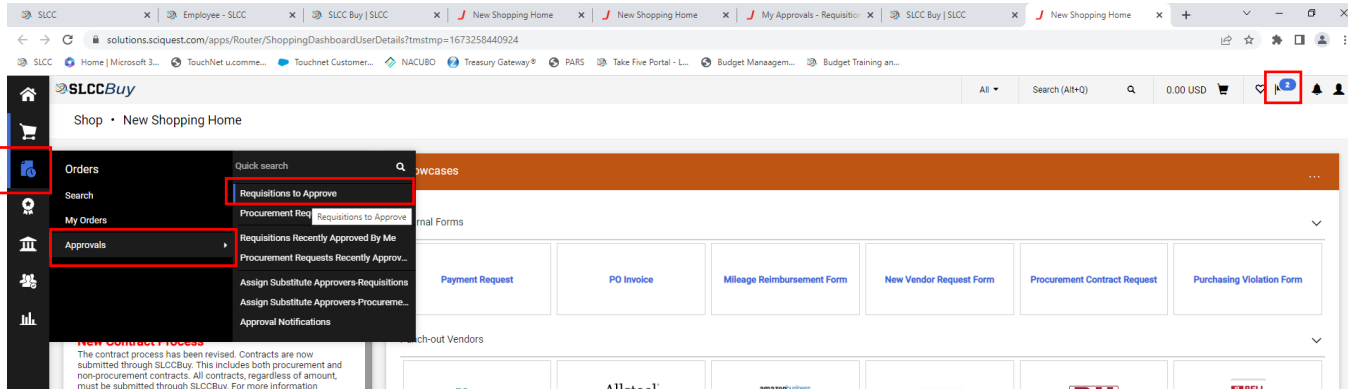 SLCC
Employee - SLCC
SLCC Buy | SLCC
New Shopping Home
New Shopping Home
My Approvals - Requisition
SLCC Buy | SLCC
New Shopping Home
solutions.sciquest.com/apps/Router/ShoppingDashboardUserDetails?tmstmp=1673258440924
SLCC
Home | Microsoft 3...
TouchNet u.comme...
Touchnet Customer...
NACUBO
Treasury Gateway®
PARS
Take Five Portal - L...
Budget Manaagem...
Budget Training an...
SLCCBuy
All
Search (Alt+Q)
0.00 USD
2
Shop • New Shopping Home
Orders
Search
My Orders
Approvals
Quick search
Requisitions to Approve
Procurement Req
Requisitions to Approve
Requisitions Recently Approved By Me
Procurement Requests Recently Approv...
Assign Substitute Approvers-Requisitions
Assign Substitute Approvers-Procureme...
Approval Notifications
owcases
...
rnal Forms
Payment Request
PO Invoice
Mileage Reimbursement Form
New Vendor Request Form
Procurement Contract Request
Purchasing Violation Form
nch-out Vendors
New Contract Process
The contract process has been revised. Contracts are now
submitted through SLCCBuy. This includes both procurement and
non-procurement contracts. All contracts, regardless of amount,
must be submitted through SLCCBuy. For more information
Allsteel
amazonbusiness